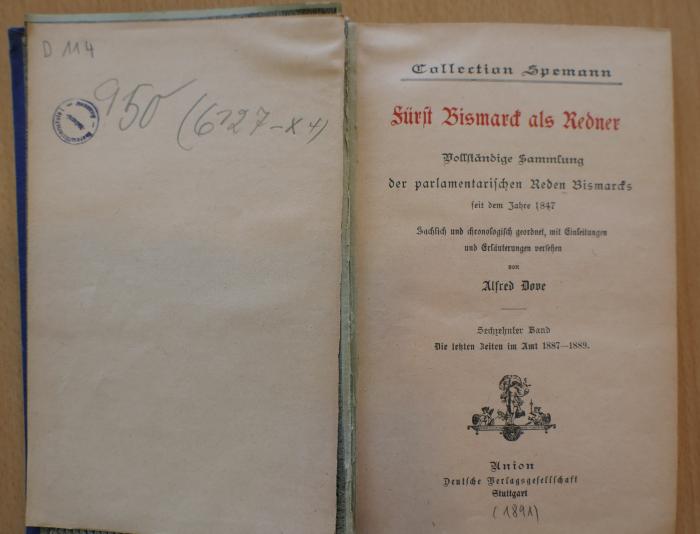 D 114
950 (6727-X4)
Collection Spemann
Fürst Bismarck als Redner
Vollständige Sammlung
der parlamentarischen Reden Bismarcks
seit dem Jahre 1847
Sachlich und chronologisch geordnet, mit Einleitungen
und Erläuterungen versehen
von
Alfred Dove
Sechzehnter Band
Die letzten Zeiten im Amt 1887—1889.
Union
Deutsche Verlagsgesellschaft
Stuttgart
(1891)